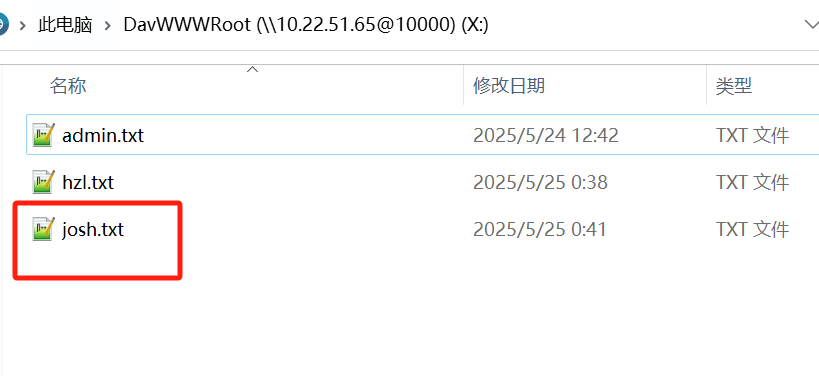 此电脑 > DavWWWRoot (\\10.22.51.65@10000) (X:)
名称 修改日期 类型
admin.txt 2025/5/24 12:42 TXT 文件
hzl.txt 2025/5/25 0:38 TXT 文件
josh.txt 2025/5/25 0:41 TXT 文件